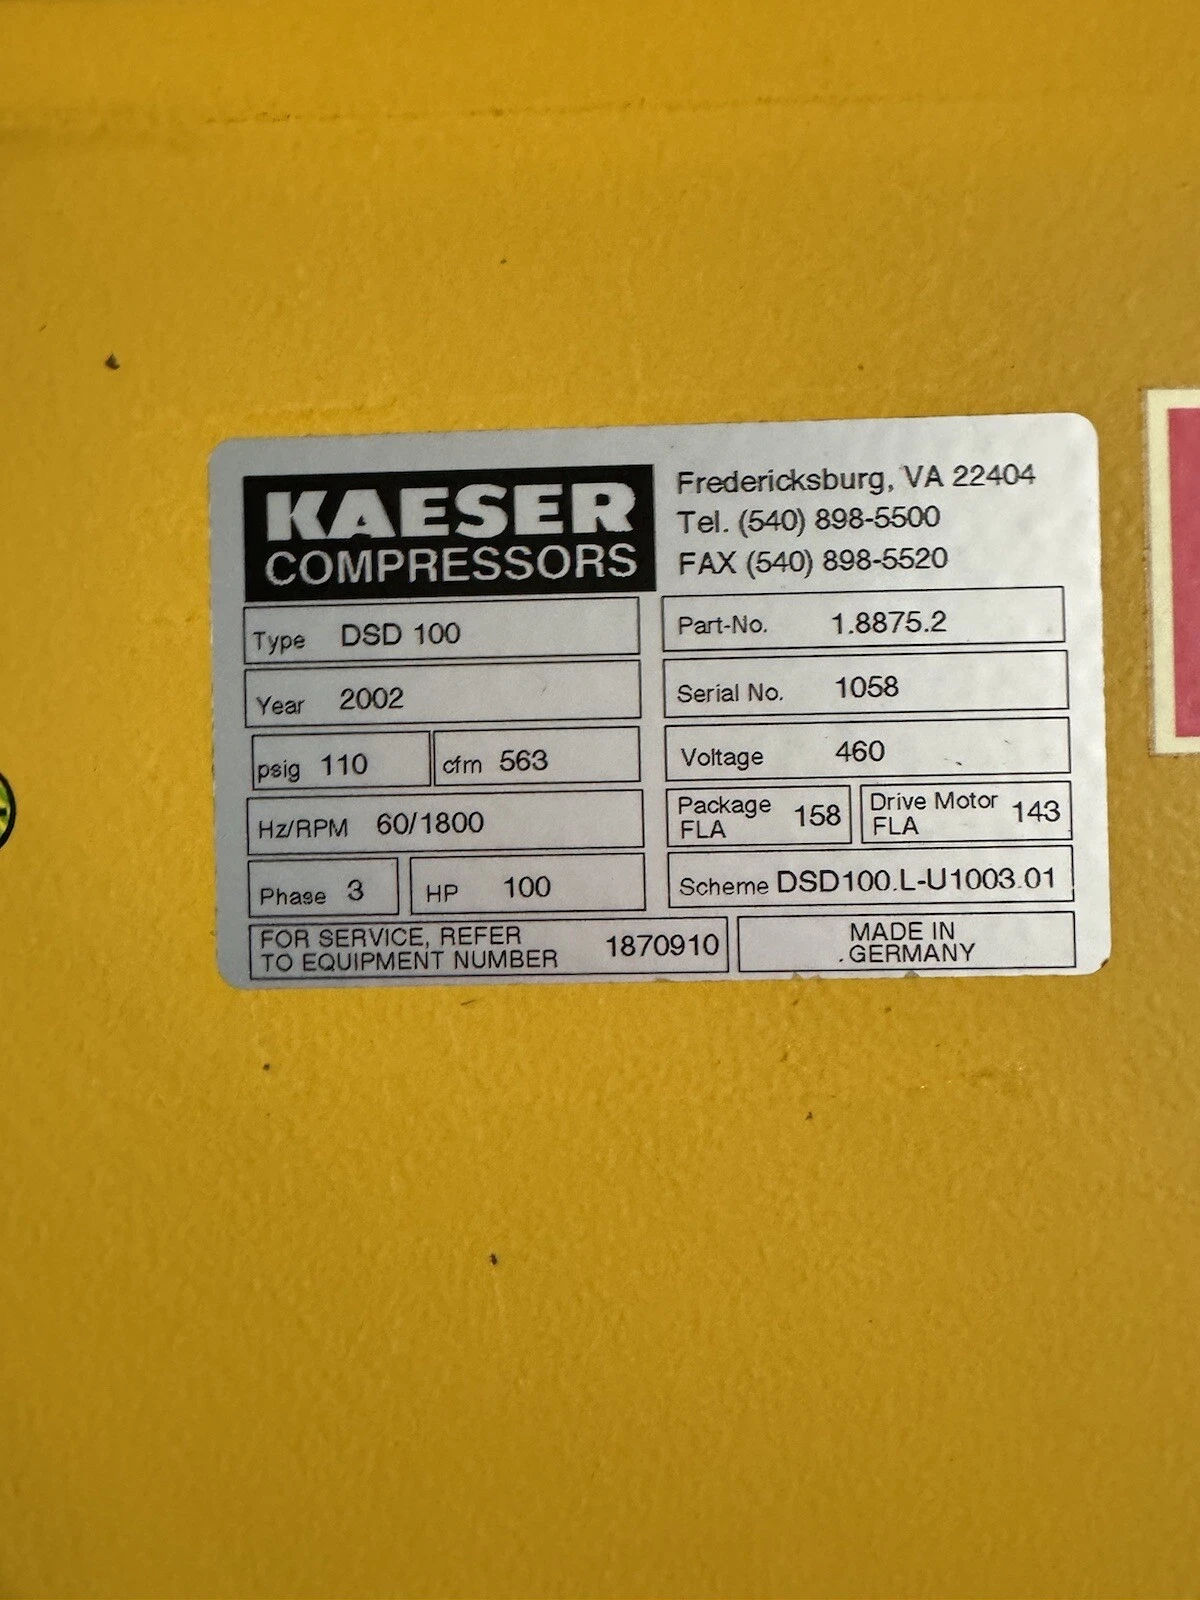 KAESER
COMPRESSORS
Fredericksburg, VA 22404
Tel. (540) 898-5500
FAX (540) 898-5520
Type DSD 100
Part-No. 1.8875.2
Year 2002
Serial No. 1058
psig 110 cfm 563
Voltage 460
Hz/RPM 60/1800
Package FLA 158
Drive Motor FLA 143
Phase 3 HP 100
Scheme DSD100.L-U1003.01
FOR SERVICE, REFER
TO EQUIPMENT NUMBER 1870910
MADE IN
GERMANY